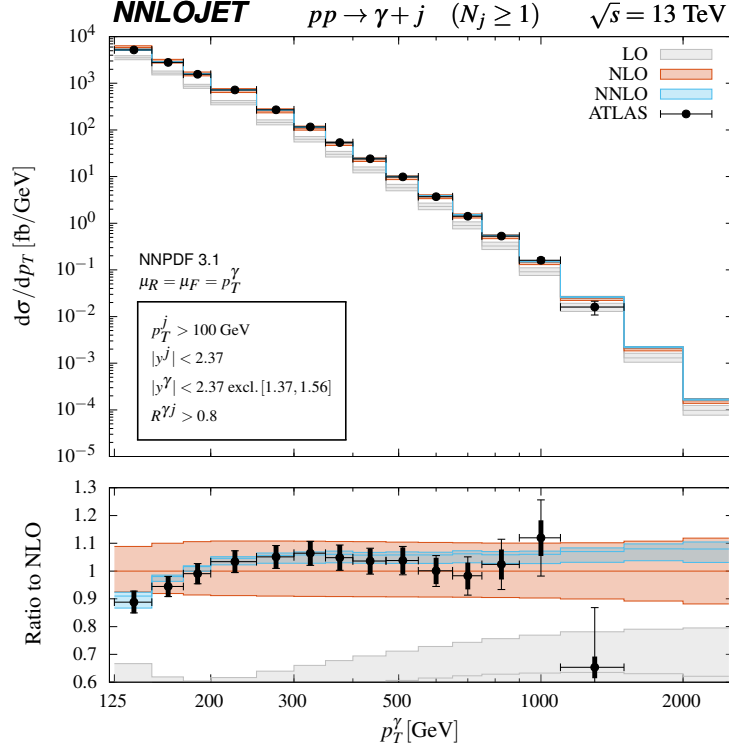 NNLOJET pp → γ + j (N_j ≥ 1) √s = 13 TeV
LO
NLO
NNLO
ATLAS
dσ/dp_T [fb/GeV]
10^4
10^3
10^2
10^1
10^0
10^−1
10^−2
10^−3
10^−4
10^−5
NNPDF 3.1
μ_R = μ_F = p_T^γ
p_T^j > 100 GeV
|y^j| < 2.37
|y^γ| < 2.37 excl. [1.37, 1.56]
R^γj > 0.8
Ratio to NLO
1.3
1.2
1.1
1.0
0.9
0.8
0.7
0.6
125 200 300 500 1000 2000
p_T^γ [GeV]